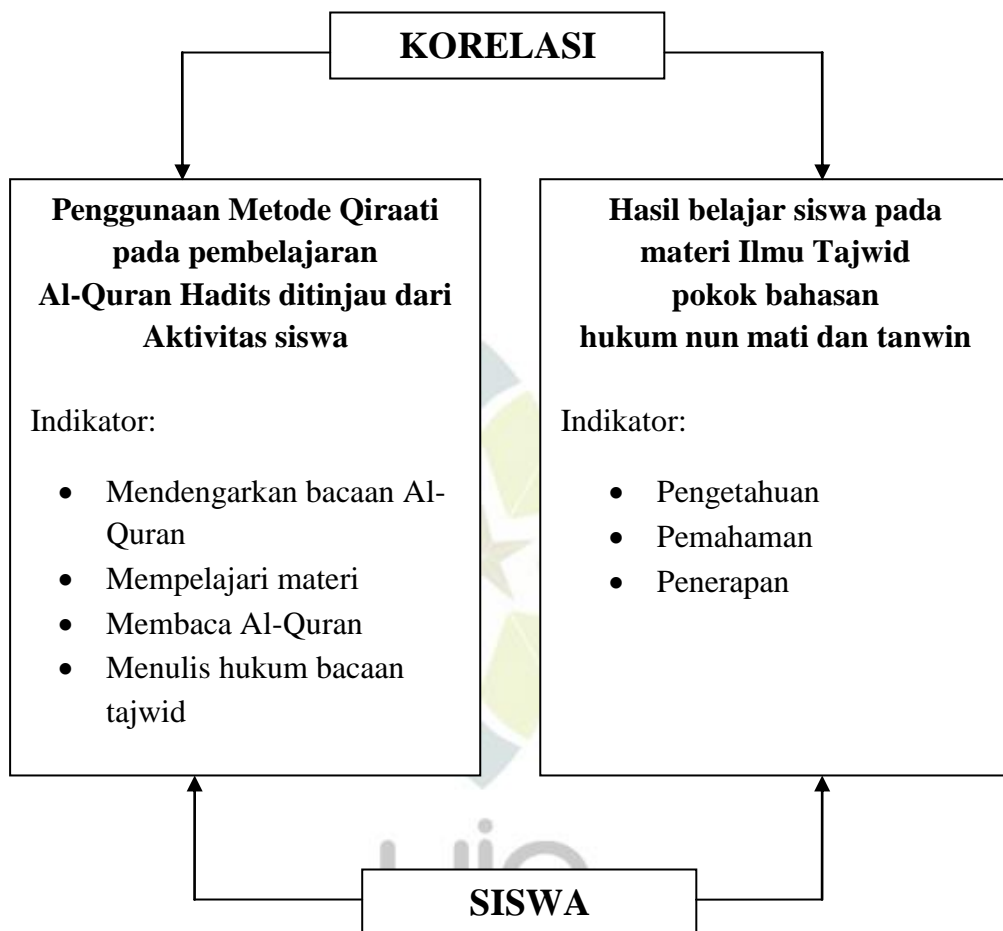 KORELASI
Penggunaan Metode Qiraati
pada pembelajaran
Al-Quran Hadits ditinjau dari
Aktivitas siswa
Indikator:
• Mendengarkan bacaan Al-
Quran
• Mempelajari materi
• Membaca Al-Quran
• Menulis hukum bacaan
tajwid
Hasil belajar siswa pada
materi Ilmu Tajwid
pokok bahasan
hukum nun mati dan tanwin
Indikator:
• Pengetahuan
• Pemahaman
• Penerapan
SISWA